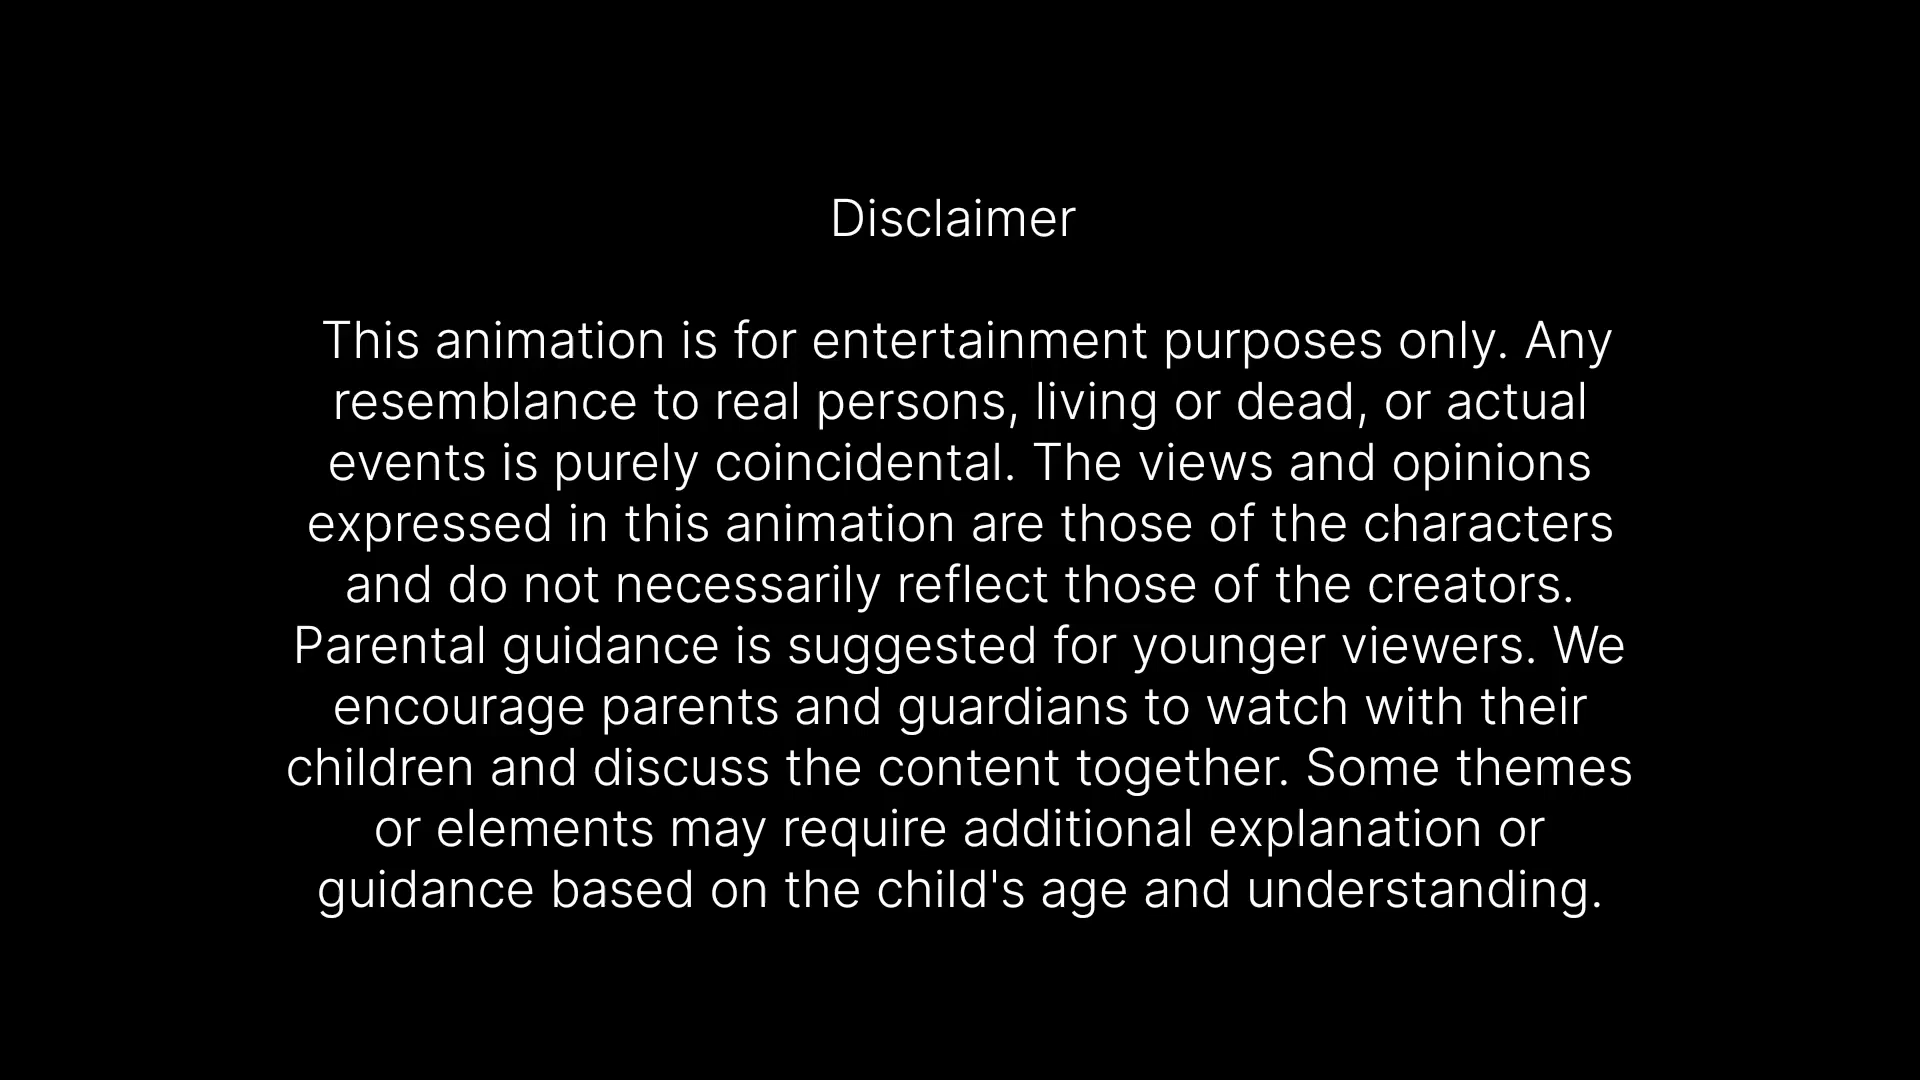 Disclaimer
This animation is for entertainment purposes only. Any
resemblance to real persons, living or dead, or actual
events is purely coincidental. The views and opinions
expressed in this animation are those of the characters
and do not necessarily reflect those of the creators.
Parental guidance is suggested for younger viewers. We
encourage parents and guardians to watch with their
children and discuss the content together. Some themes
or elements may require additional explanation or
guidance based on the child's age and understanding.